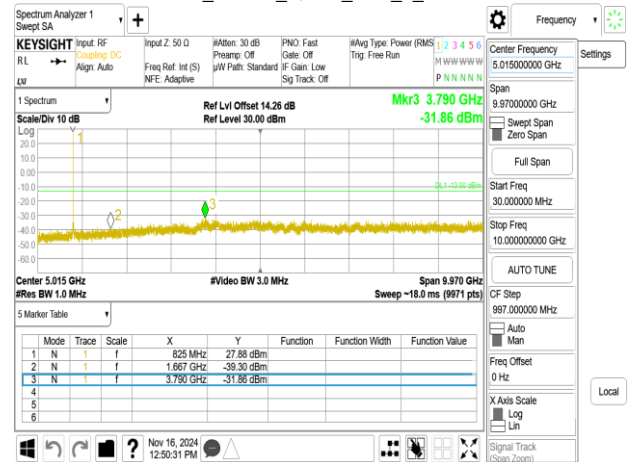 Spectrum Analyzer 1
Swept SA
Frequency
KEYSIGHT
RL
Input: RF
Coupling: DC
Align: Auto
Input Z: 50 Ω
Freq Ref: Int (S)
NFE: Adaptive
#Atten: 30 dB
Preamp: Off
µW Path: Standard
PNO: Fast
Gate: Off
IF Gain: Low
Sig Track: Off
#Avg Type: Power (RMS
Trig: Free Run
1 2 3 4 5 6
M W W W W W
P N N N N N
1 Spectrum
Scale/Div 10 dB
Ref Lvl Offset 14.26 dB
Ref Level 30.00 dBm
Mkr3 3.790 GHz
-31.86 dBm
Log
20.0
10.0
0.00
-10.0
-20.0
-30.0
-40.0
-50.0
-60.0
1
2
3
DL1 -13.00 dBm
Center 5.015 GHz
#Res BW 1.0 MHz
#Video BW 3.0 MHz
Span 9.970 GHz
Sweep ~18.0 ms (9971 pts)
5 Marker Table
Mode Trace Scale X Y Function Function Width Function Value
1 N 1 f 825 MHz 27.88 dBm
2 N 1 f 1.667 GHz -39.30 dBm
3 N 1 f 3.790 GHz -31.86 dBm
4
5
6
Nov 16, 2024
12:50:31 PM
Center Frequency
5.015000000 GHz
Settings
Span
9.97000000 GHz
Swept Span
Zero Span
Full Span
Start Freq
30.000000 MHz
Stop Freq
10.000000000 GHz
AUTO TUNE
CF Step
997.000000 MHz
Auto
Man
Freq Offset
0 Hz
X Axis Scale
Log
Lin
Local
Signal Track
(Span Zoom)